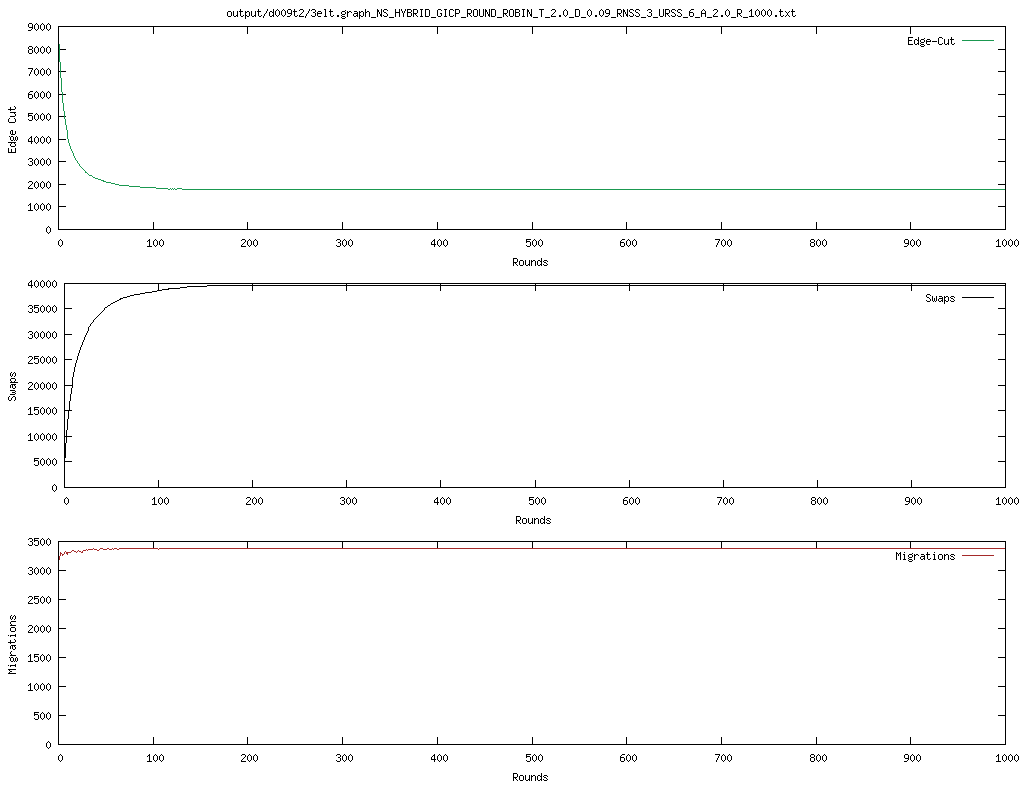 output/d009t2/3elt.graph_NS_HYBRID_GICP_ROUND_ROBIN_T_2.0_D_0.09_RNSS_3_URSS_6_A_2.0_R_1000.txt
Edge-Cut
9000
8000
7000
6000
5000
4000
3000
2000
1000
0
Edge Cut
0 100 200 300 400 500 600 700 800 900 1000
Rounds
Swaps
40000
35000
30000
25000
20000
15000
10000
5000
0
Swaps
0 100 200 300 400 500 600 700 800 900 1000
Rounds
Migrations
3500
3000
2500
2000
1500
1000
500
0
Migrations
0 100 200 300 400 500 600 700 800 900 1000
Rounds